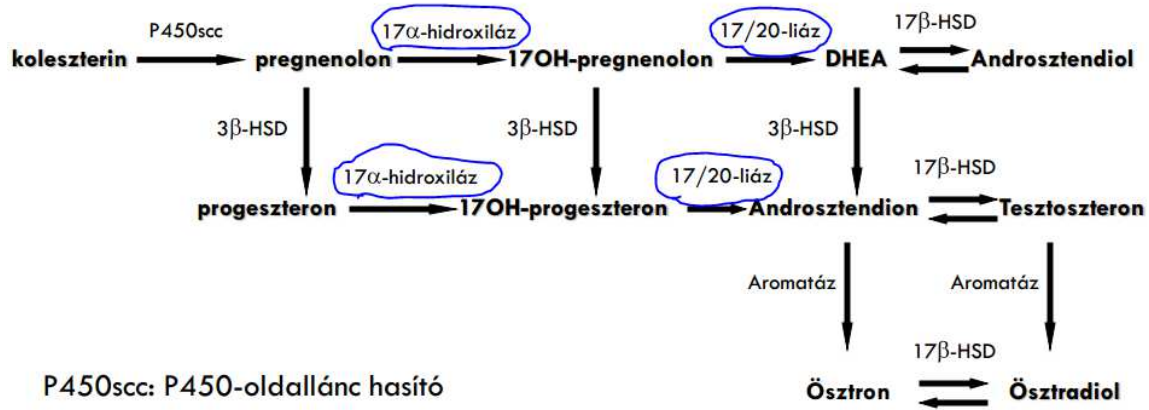 P450scc 17α-hidroxiláz 17/20-liáz 17β-HSD
koleszterin pregnenolon 17OH-pregnenolon DHEA Androsztendiol
3β-HSD 3β-HSD 3β-HSD
17α-hidroxiláz 17/20-liáz 17β-HSD
progeszteron 17OH-progeszteron Androsztendion Tesztoszteron
Aromatáz Aromatáz
17β-HSD
P450scc: P450-oldallánc hasító
Ösztron Ösztradiol